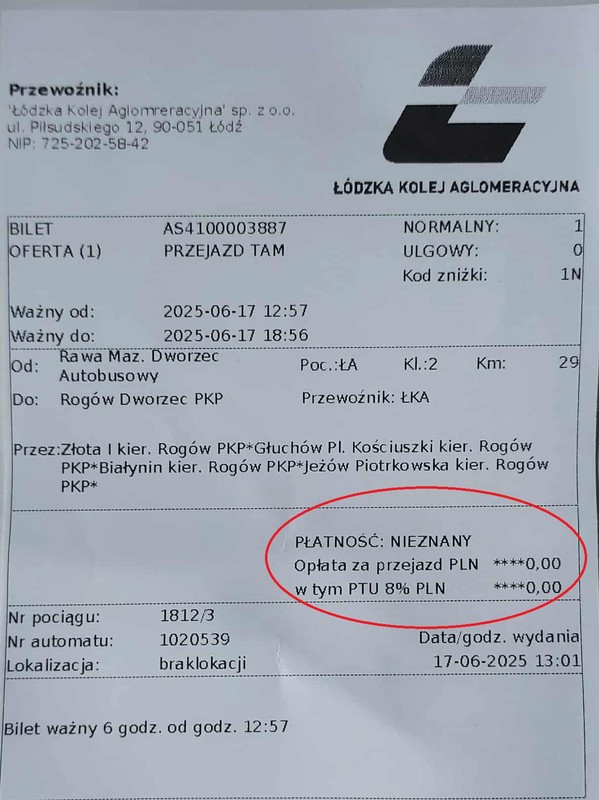 Przewoźnik:
'Łódzka Kolej Aglomreracyjna' sp. z o.o.
ul. Piłsudskiego 12, 90-051 Łódź
NIP: 725-202-58-42
ŁÓDZKA KOLEJ AGLOMERACYJNA
BILET AS4100003887 NORMALNY: 1
OFERTA (1) PRZEJAZD TAM ULGOWY: 0
Kod zniżki: 1N
Ważny od: 2025-06-17 12:57
Ważny do: 2025-06-17 18:56
Od: Rawa Maz. Dworzec Autobusowy Poc.:ŁA Kl.:2 Km: 29
Do: Rogów Dworzec PKP Przewoźnik: ŁKA
Przez:Złota I kier. Rogów PKP*Głuchów Pl. Kościuszki kier. Rogów
PKP*Białynin kier. Rogów PKP*Jeżów Piotrkowska kier. Rogów
PKP*
PŁATNOŚĆ: NIEZNANY
Opłata za przejazd PLN ****0,00
w tym PTU 8% PLN ****0,00
Nr pociągu: 1812/3
Nr automatu: 1020539 Data/godz. wydania
Lokalizacja: braklokacji 17-06-2025 13:01
Bilet ważny 6 godz. od godz. 12:57